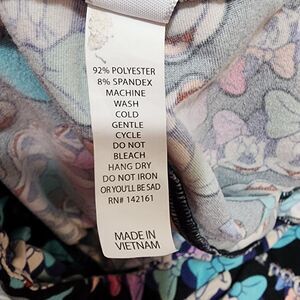 92% POLYESTER
8% SPANDEX
MACHINE
WASH
COLD
GENTLE
CYCLE
DO NOT
BLEACH
HANG DRY
DO NOT IRON
OR YOU'LL BE SAD
RN# 142161
MADE IN
VIETNAM